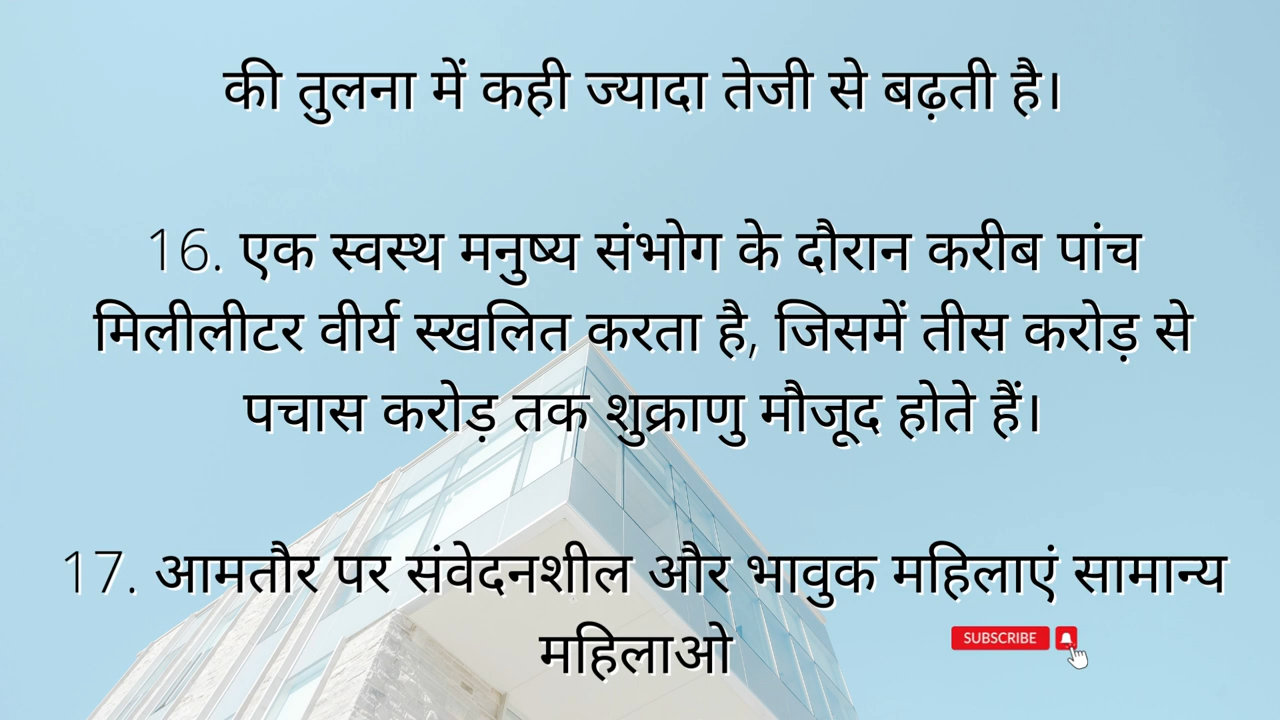 की तुलना में कही ज्यादा तेजी से बढ़ती है।
16. एक स्वस्थ मनुष्य संभोग के दौरान करीब पांच
मिलीलीटर वीर्य स्खलित करता है, जिसमें तीस करोड़ से
पचास करोड़ तक शुक्राणु मौजूद होते हैं।
17. आमतौर पर संवेदनशील और भावुक महिलाएं सामान्य
महिलाओ
SUBSCRIBE